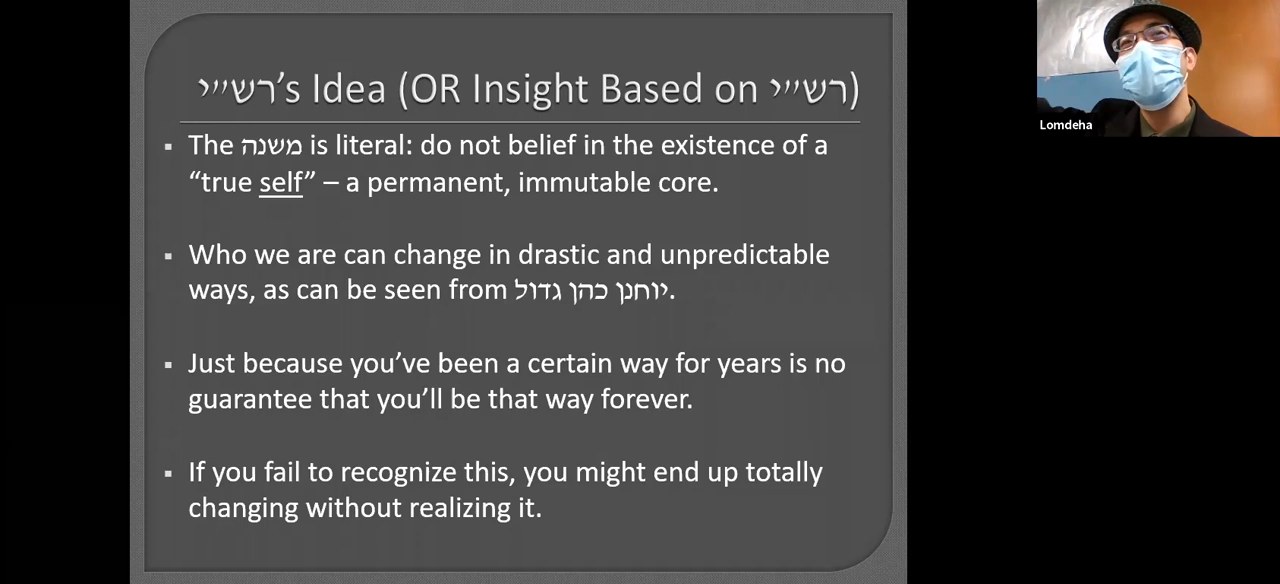 רש״י’s Idea (OR Insight Based on רש״י)
▪ The משנה is literal: do not belief in the existence of a
“true self” – a permanent, immutable core.
▪ Who we are can change in drastic and unpredictable
ways, as can be seen from יוחנן כהן גדול.
▪ Just because you’ve been a certain way for years is no
guarantee that you’ll be that way forever.
▪ If you fail to recognize this, you might end up totally
changing without realizing it.
Lomdeha